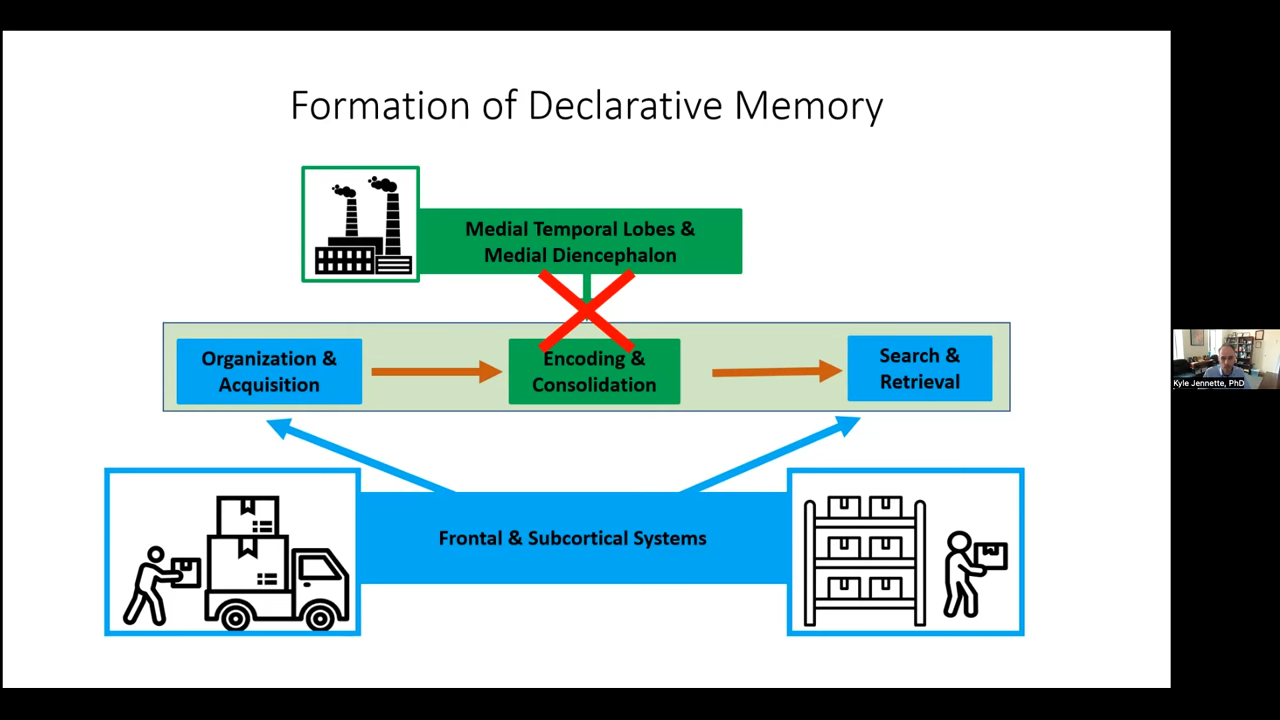 Formation of Declarative Memory
Medial Temporal Lobes &
Medial Diencephalon
Organization &
Acquisition
Encoding &
Consolidation
Search &
Retrieval
Frontal & Subcortical Systems
Kyle Jennette, PhD